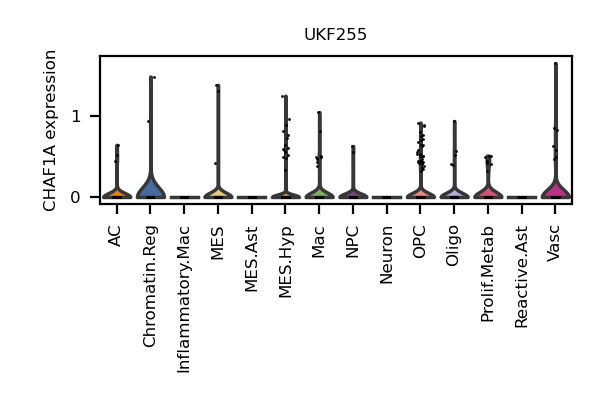 UKF255
CHAF1A expression
1
0
AC
Chromatin.Reg
Inflammatory.Mac
MES
MES.Ast
MES.Hyp
Mac
NPC
Neuron
OPC
Oligo
Prolif.Metab
Reactive.Ast
Vasc